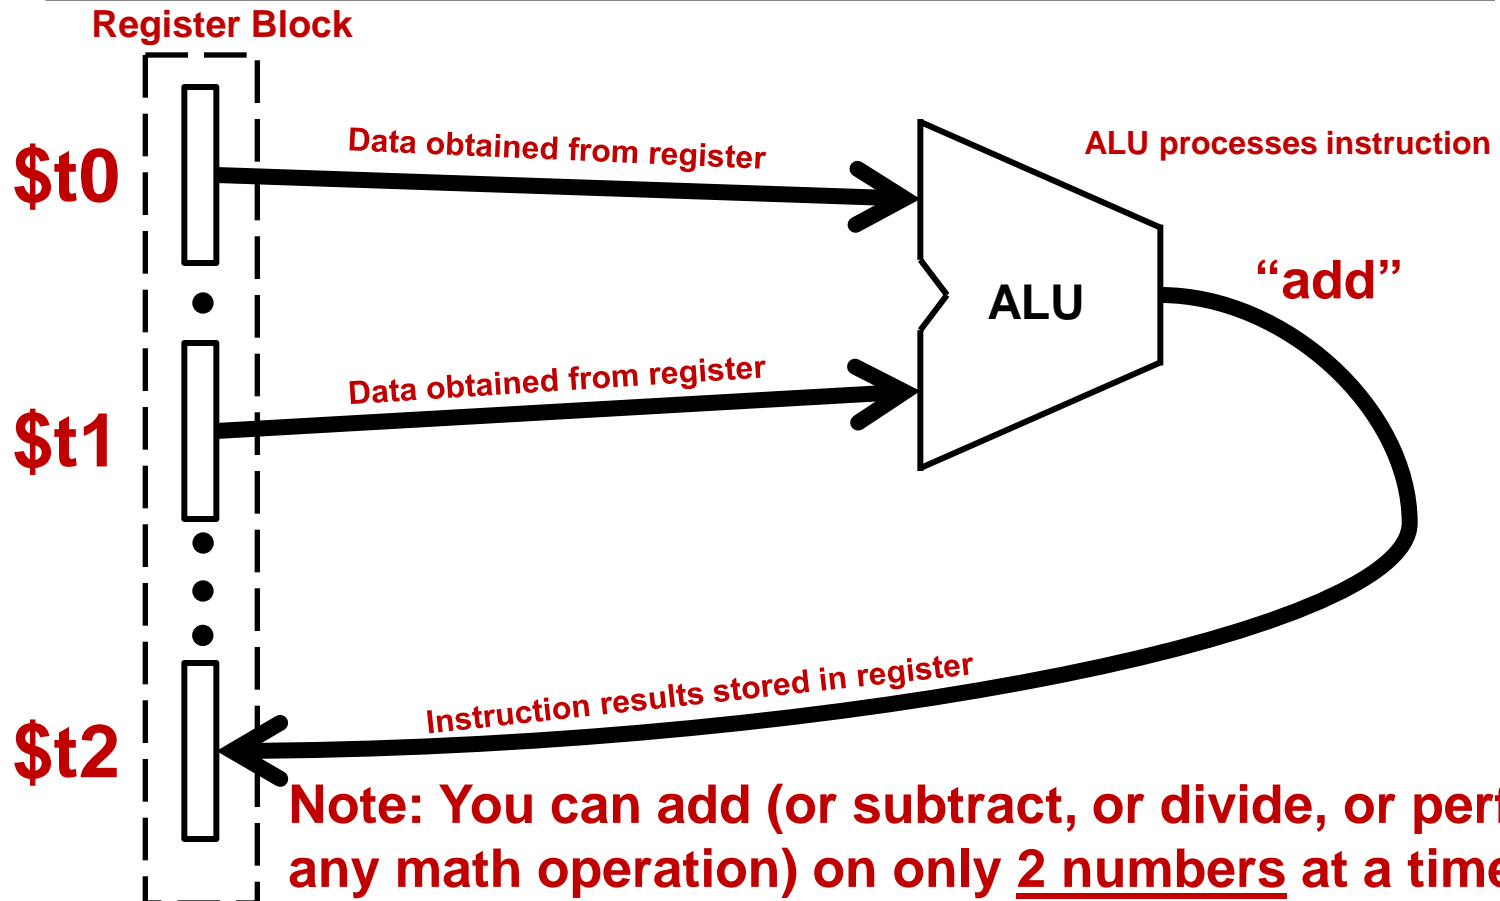 Register Block
$t0
Data obtained from register
ALU processes instruction
“add”
ALU
Data obtained from register
$t1
Instruction results stored in register
$t2
Note: You can add (or subtract, or divide, or
any math operation) on only 2 numbers at a time